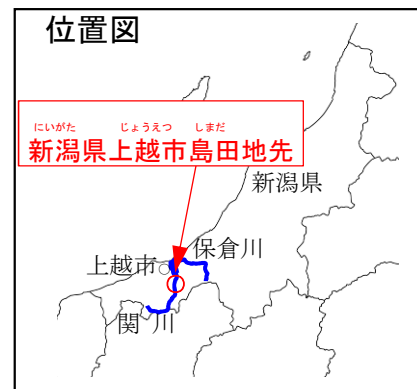 位置図
にいがた じょうえつ しまだ
新潟県上越市島田地先
新潟県
保倉川
上越市
関川